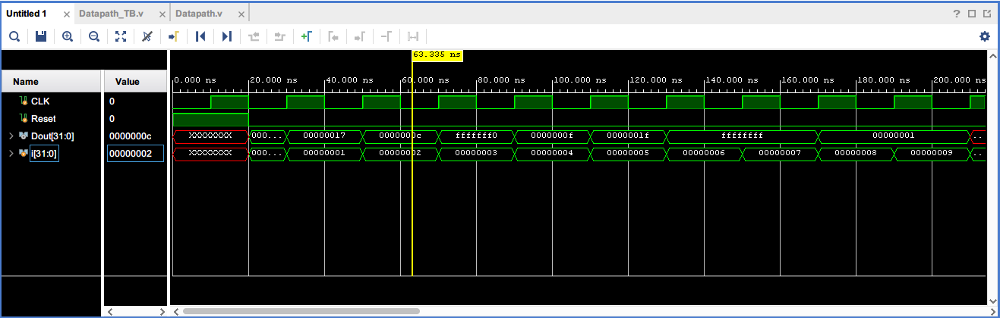 Untitled 1 × Datapath_TB.v × Datapath.v × ?
63.335 ns
Name Value 0.000 ns 20.000 ns 40.000 ns 60.000 ns 80.000 ns 100.000 ns 120.000 ns 140.000 ns 160.000 ns 180.000 ns 200.000 ns
CLK 0
Reset 0
Dout[31:0] 0000000c XXXXXXXX 000... 00000017 0000000c fffffff0 0000000f 0000001f ffffffff 00000001 ..
i[31:0] 00000002 XXXXXXXX 000... 00000001 00000002 00000003 00000004 00000005 00000006 00000007 00000008 00000009 ..